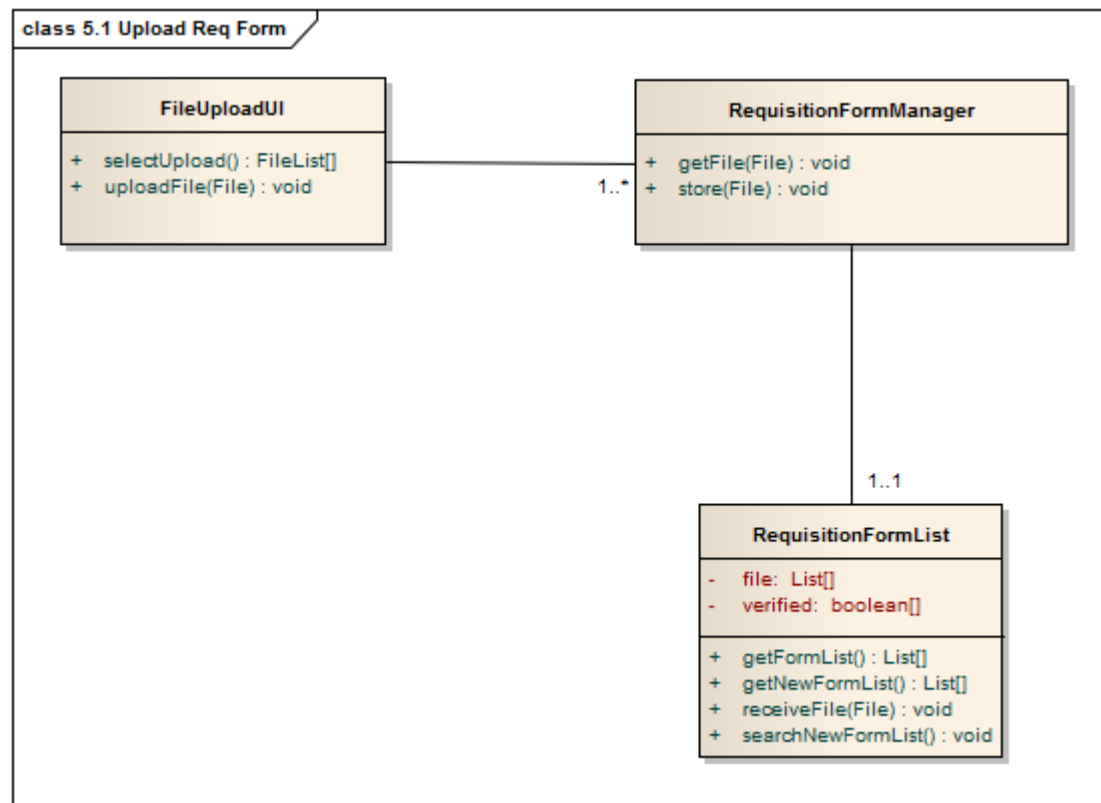 class 5.1 Upload Req Form
FileUploadUI
+ selectUpload() : FileList[]
+ uploadFile(File) : void
RequisitionFormManager
+ getFile(File) : void
+ store(File) : void
1..*
1..1
RequisitionFormList
- file: List[]
- verified: boolean[]
+ getFormList() : List[]
+ getNewFormList() : List[]
+ receiveFile(File) : void
+ searchNewFormList() : void